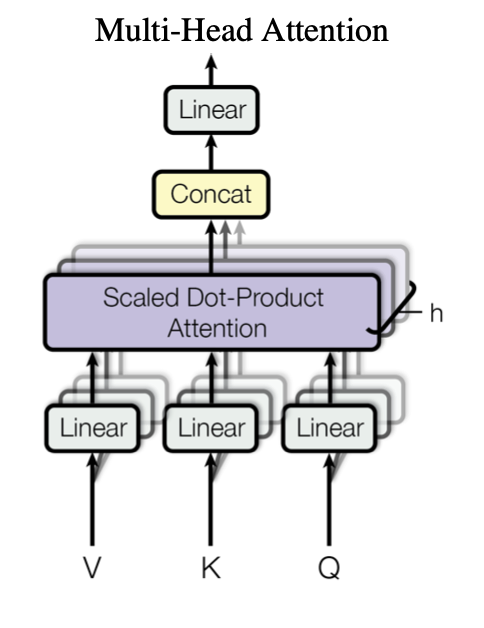 Multi-Head Attention
Linear
Concat
Scaled Dot-Product
Attention
h
Linear Linear Linear
V K Q